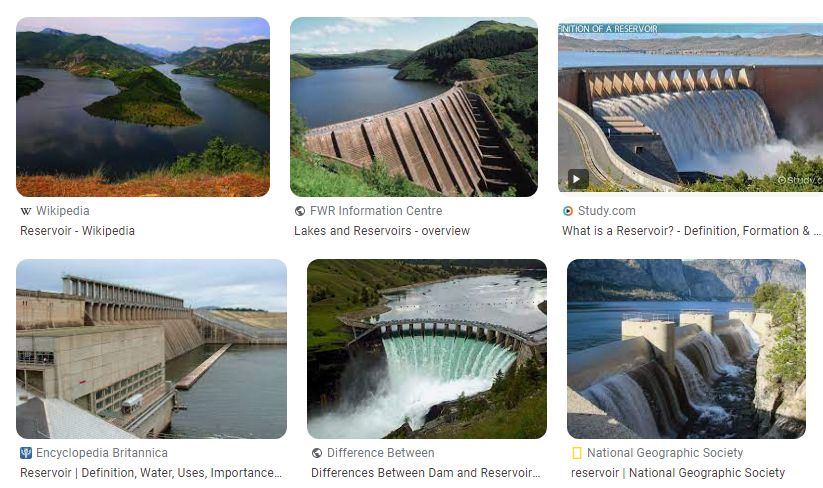 FINITION OF A RESERVOIR
Study.c
Wikipedia
Reservoir - Wikipedia
FWR Information Centre
Lakes and Reservoirs - overview
Study.com
What is a Reservoir? - Definition, Formation & ...
Encyclopedia Britannica
Reservoir | Definition, Water, Uses, Importance...
Difference Between
Differences Between Dam and Reservoir...
National Geographic Society
reservoir | National Geographic Society